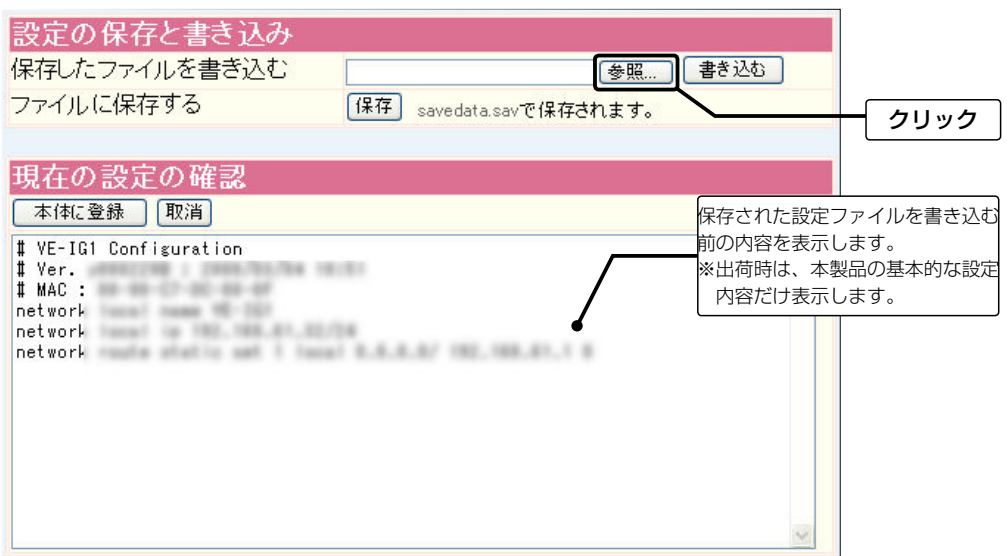 設定の保存と書き込み
保存したファイルを書き込む
参照...
書き込む
ファイルに保存する
保存
savedata.savで保存されます。
クリック
現在の設定の確認
本体に登録
取消
保存された設定ファイルを書き込む
前の内容を表示します。
※出荷時は、本製品の基本的な設定
内容だけ表示します。
# VE-IG1 Configuration
# Ver.
# MAC :
network
network
network